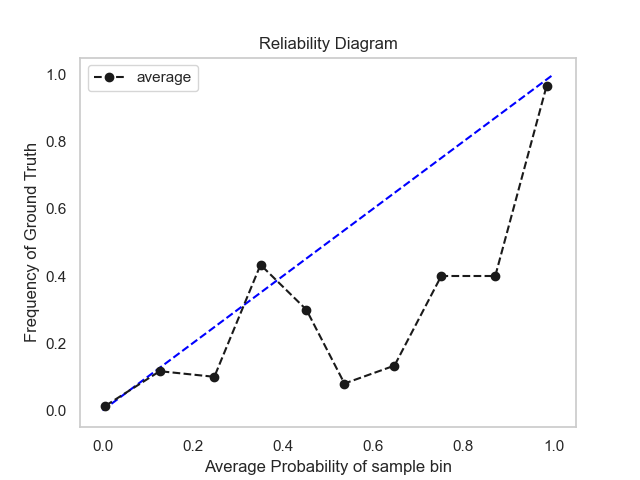 Reliability Diagram
average
1.0
0.8
0.6
0.4
0.2
0.0
Frequency of Ground Truth
0.0 0.2 0.4 0.6 0.8 1.0
Average Probability of sample bin